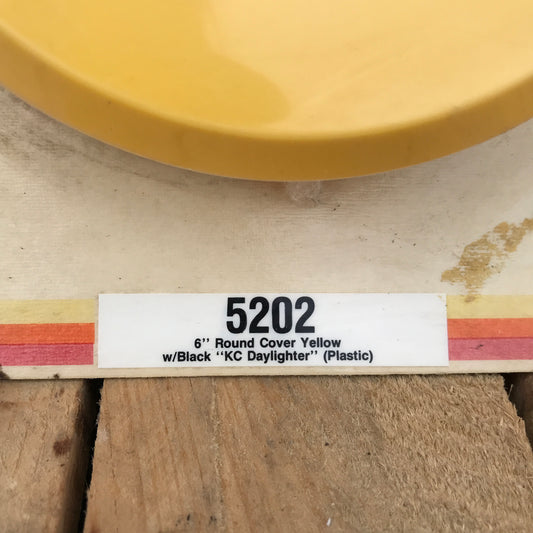 5202
6'' Round Cover Yellow
w/Black "KC Daylighter" (Plastic)